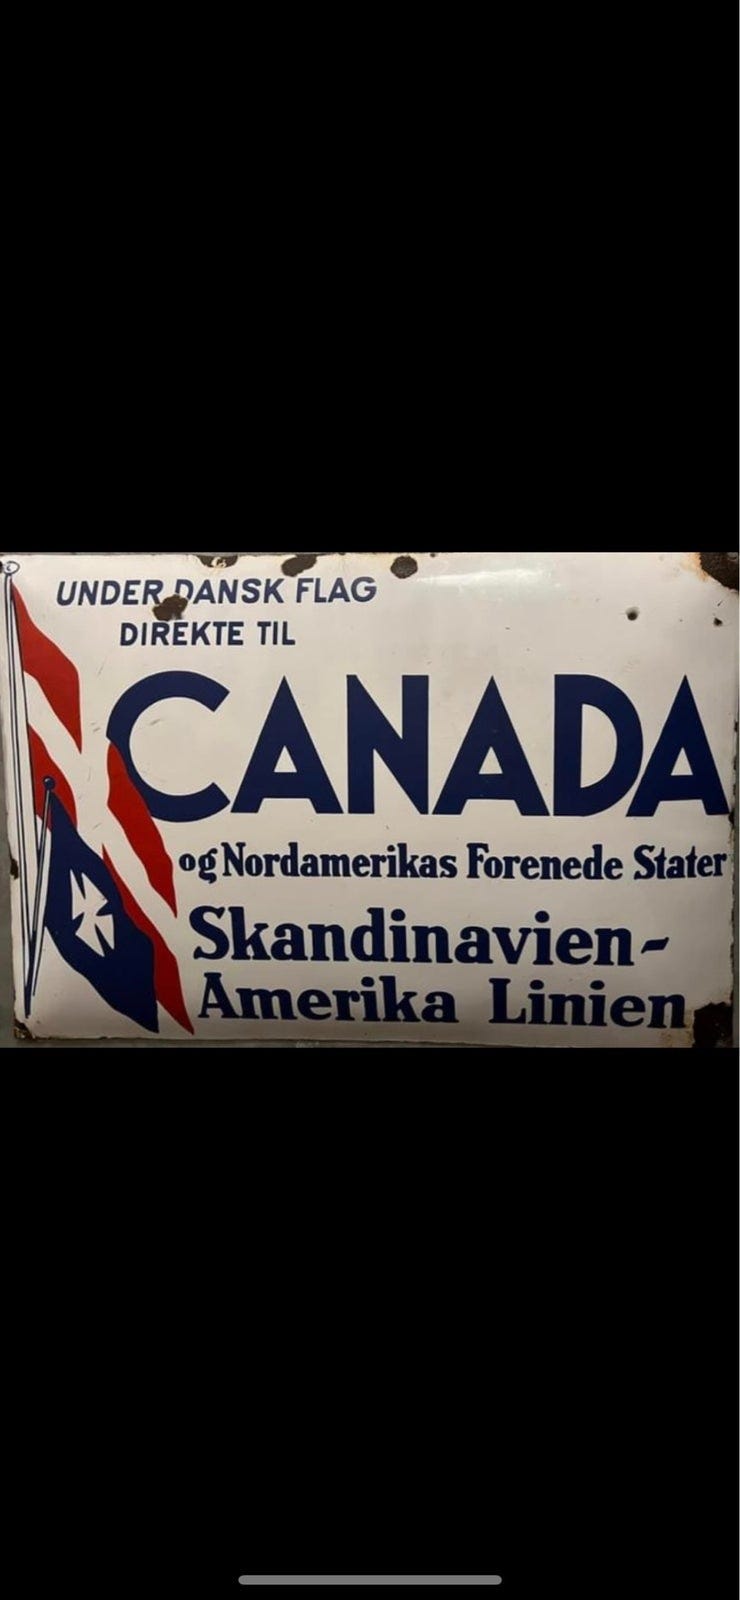 UNDER DANSK FLAG
DIREKTE TIL
CANADA
og Nordamerikas Forenede Stater
Skandinavien-
Amerika Linien